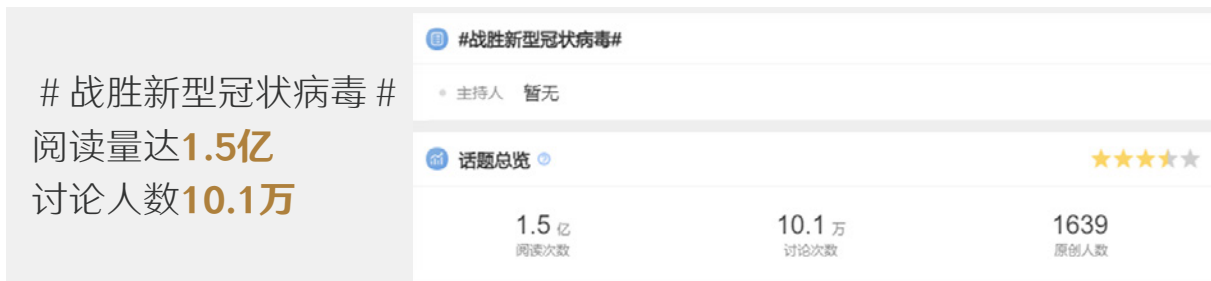 # 战胜新型冠状病毒 #
阅读量达1.5亿
讨论人数10.1万
#战胜新型冠状病毒#
主持人 暂无
话题总览
1.5 亿
阅读次数
10.1 万
讨论次数
1639
原创人数